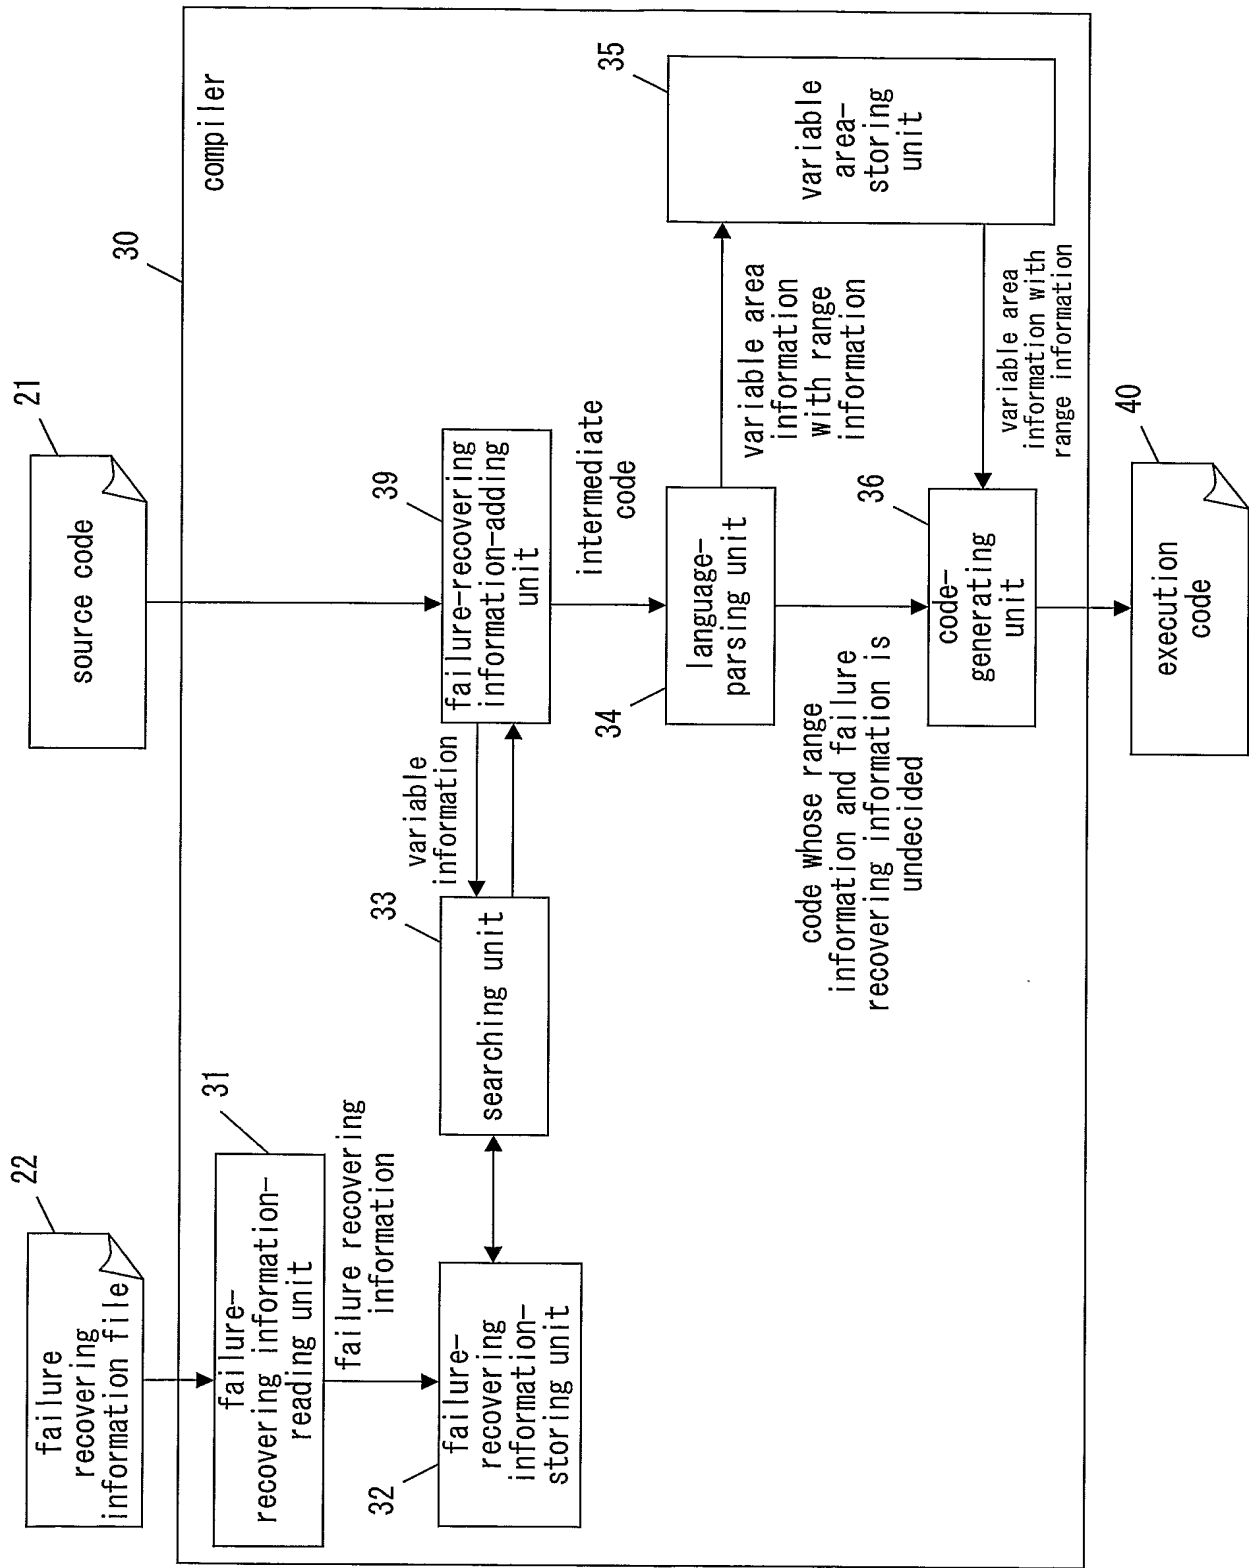 failure
recovering
information file
22
source code
21
30
compiler
failure-
recovering information-
reading unit
31
failure recovering
information
failure-
recovering
information-
storing unit
32
searching unit
33
variable
information
failure-recovering
information-adding
unit
39
intermediate
code
language-
parsing unit
34
variable area
information
with range
information
variable
area-
storing
unit
35
code whose range
information and failure
recovering information is
undecided
code-
generating
unit
36
variable area
information with
range information
execution
code
40